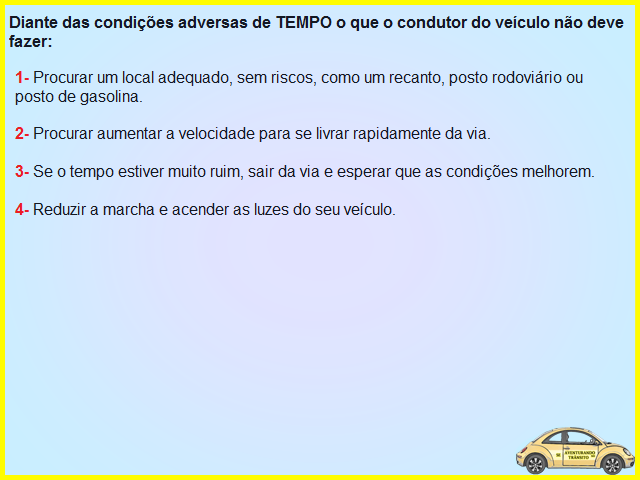 Diante das condições adversas de TEMPO o que o condutor do veículo não deve
fazer:
1- Procurar um local adequado, sem riscos, como um recanto, posto rodoviário ou
posto de gasolina.
2- Procurar aumentar a velocidade para se livrar rapidamente da via.
3- Se o tempo estiver muito ruim, sair da via e esperar que as condições melhorem.
4- Reduzir a marcha e acender as luzes do seu veículo.
AVENTURANDO
TRÂNSITO